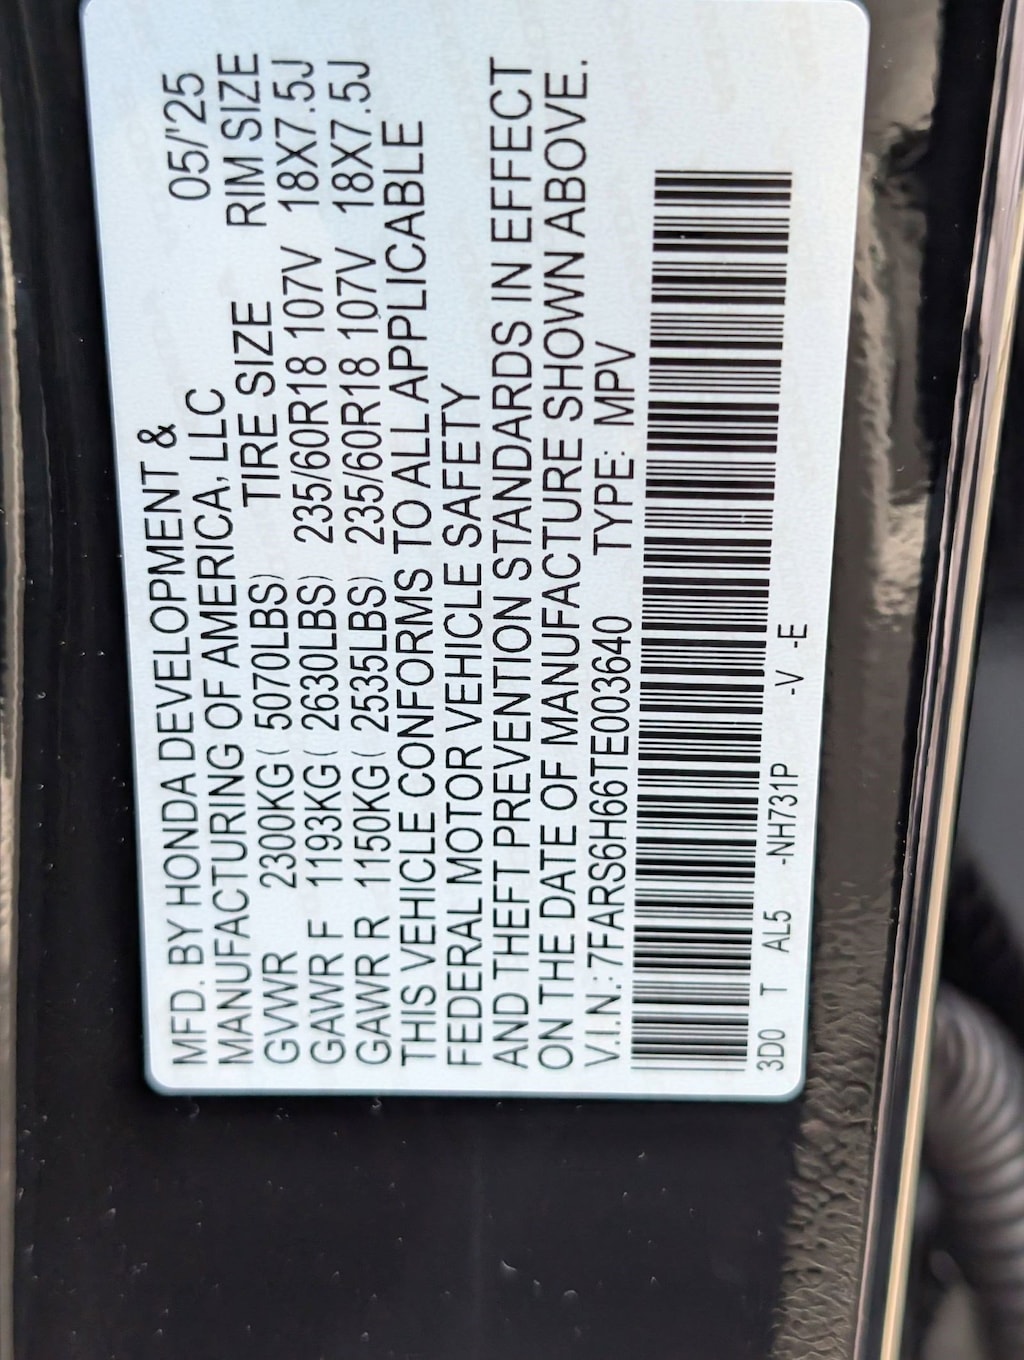 MFD. BY HONDA DEVELOPMENT &
MANUFACTURING OF AMERICA, LLC 05/'25
GVWR 2300KG( 5070LBS) TIRE SIZE RIM SIZE
GAWR F 1193KG( 2630LBS) 235/60R18 107V 18X7.5J
GAWR R 1150KG( 2535LBS) 235/60R18 107V 18X7.5J
THIS VEHICLE CONFORMS TO ALL APPLICABLE
FEDERAL MOTOR VEHICLE SAFETY
AND THEFT PREVENTION STANDARDS IN EFFECT
ON THE DATE OF MANUFACTURE SHOWN ABOVE.
V.I.N.: 7FARS6H66TE003640 TYPE: MPV
3D0 T AL5 -NH731P -V -E